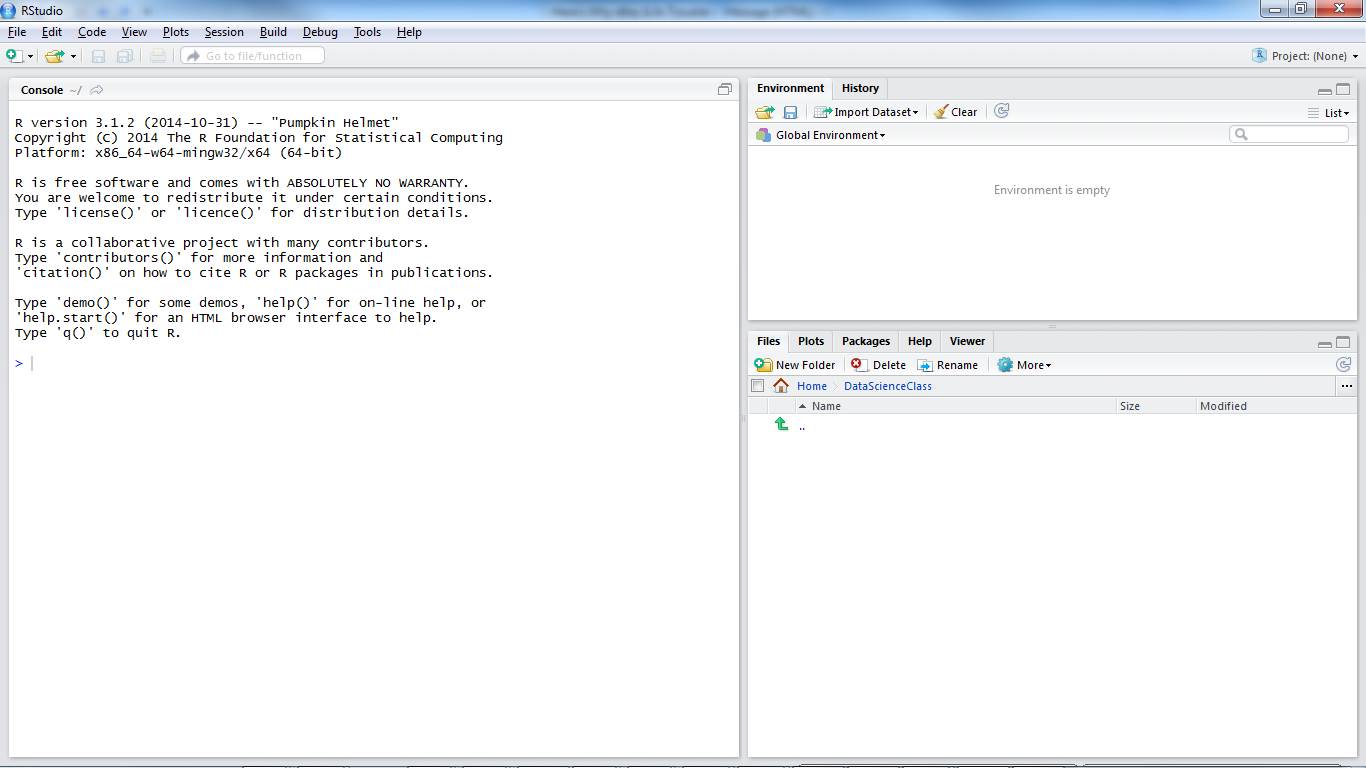 RStudio
File Edit Code View Plots Session Build Debug Tools Help
Go to file/function Project: (None)
Console ~/
R version 3.1.2 (2014-10-31) -- "Pumpkin Helmet"
Copyright (C) 2014 The R Foundation for Statistical Computing
Platform: x86_64-w64-mingw32/x64 (64-bit)
R is free software and comes with ABSOLUTELY NO WARRANTY.
You are welcome to redistribute it under certain conditions.
Type 'license()' or 'licence()' for distribution details.
R is a collaborative project with many contributors.
Type 'contributors()' for more information and
'citation()' on how to cite R or R packages in publications.
Type 'demo()' for some demos, 'help()' for on-line help, or
'help.start()' for an HTML browser interface to help.
Type 'q()' to quit R.
>
Environment History
Import Dataset Clear List
Global Environment
Environment is empty
Files Plots Packages Help Viewer
New Folder Delete Rename More
Home DataScienceClass ...
Name Size Modified
..